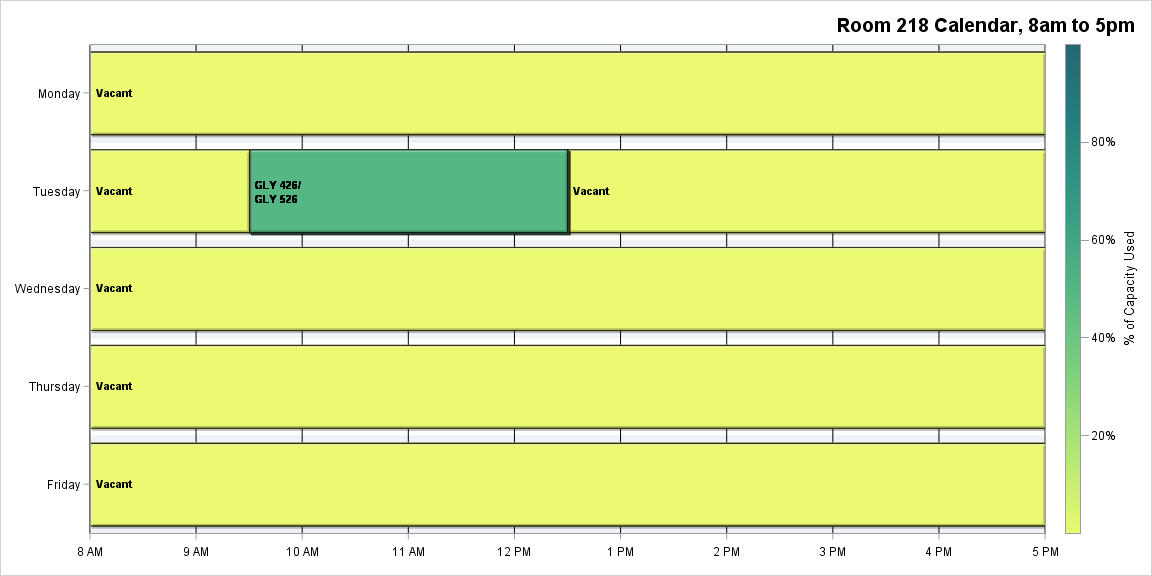 Room 218 Calendar, 8am to 5pm
Monday
Vacant
Tuesday
Vacant
GLY 426/
GLY 526
Vacant
Wednesday
Vacant
Thursday
Vacant
Friday
Vacant
8 AM
9 AM
10 AM
11 AM
12 PM
1 PM
2 PM
3 PM
4 PM
5 PM
80%
60%
40%
20%
% of Capacity Used